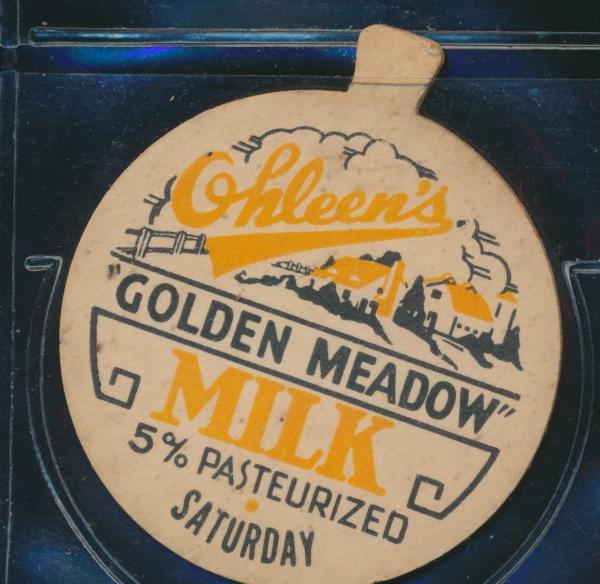 Ohleen's
"GOLDEN MEADOW"
MILK
5% PASTEURIZED
SATURDAY